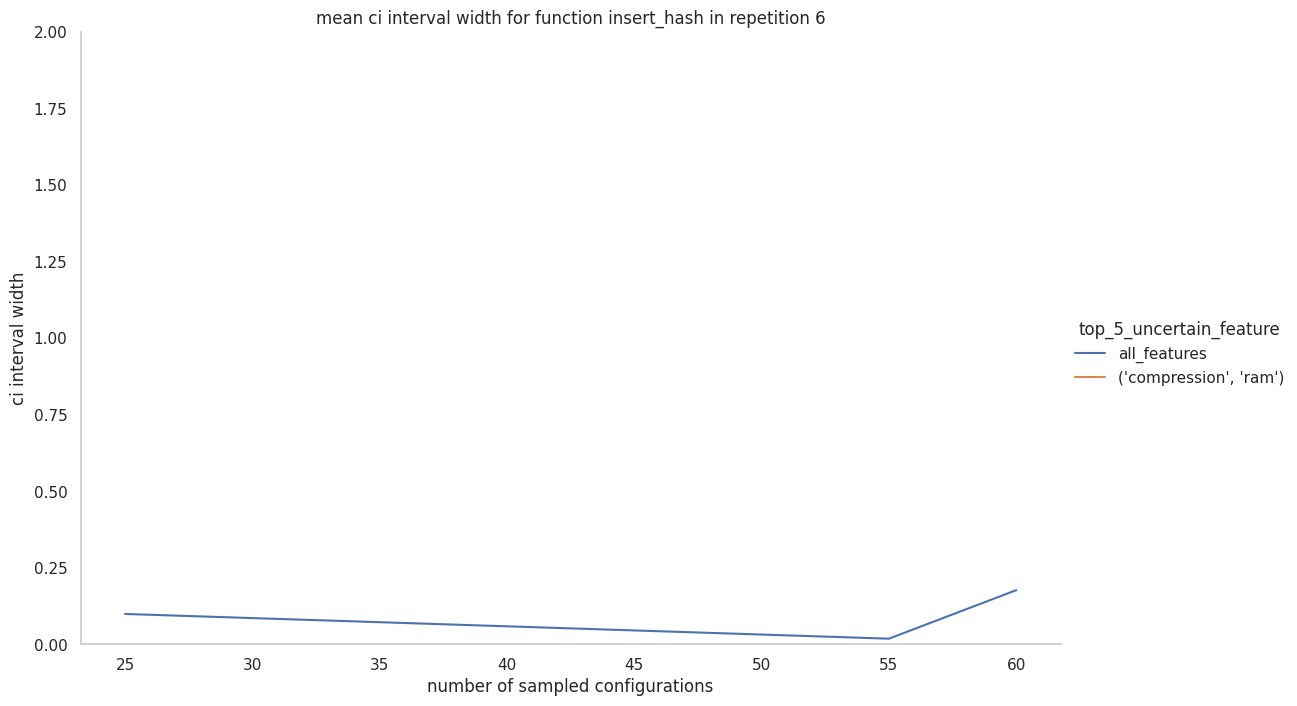 mean ci interval width for function insert_hash in repetition 6
2.00
1.75
1.50
1.25
1.00
0.75
0.50
0.25
0.00
ci interval width
25 30 35 40 45 50 55 60
number of sampled configurations
top_5_uncertain_feature
all_features
('compression', 'ram')